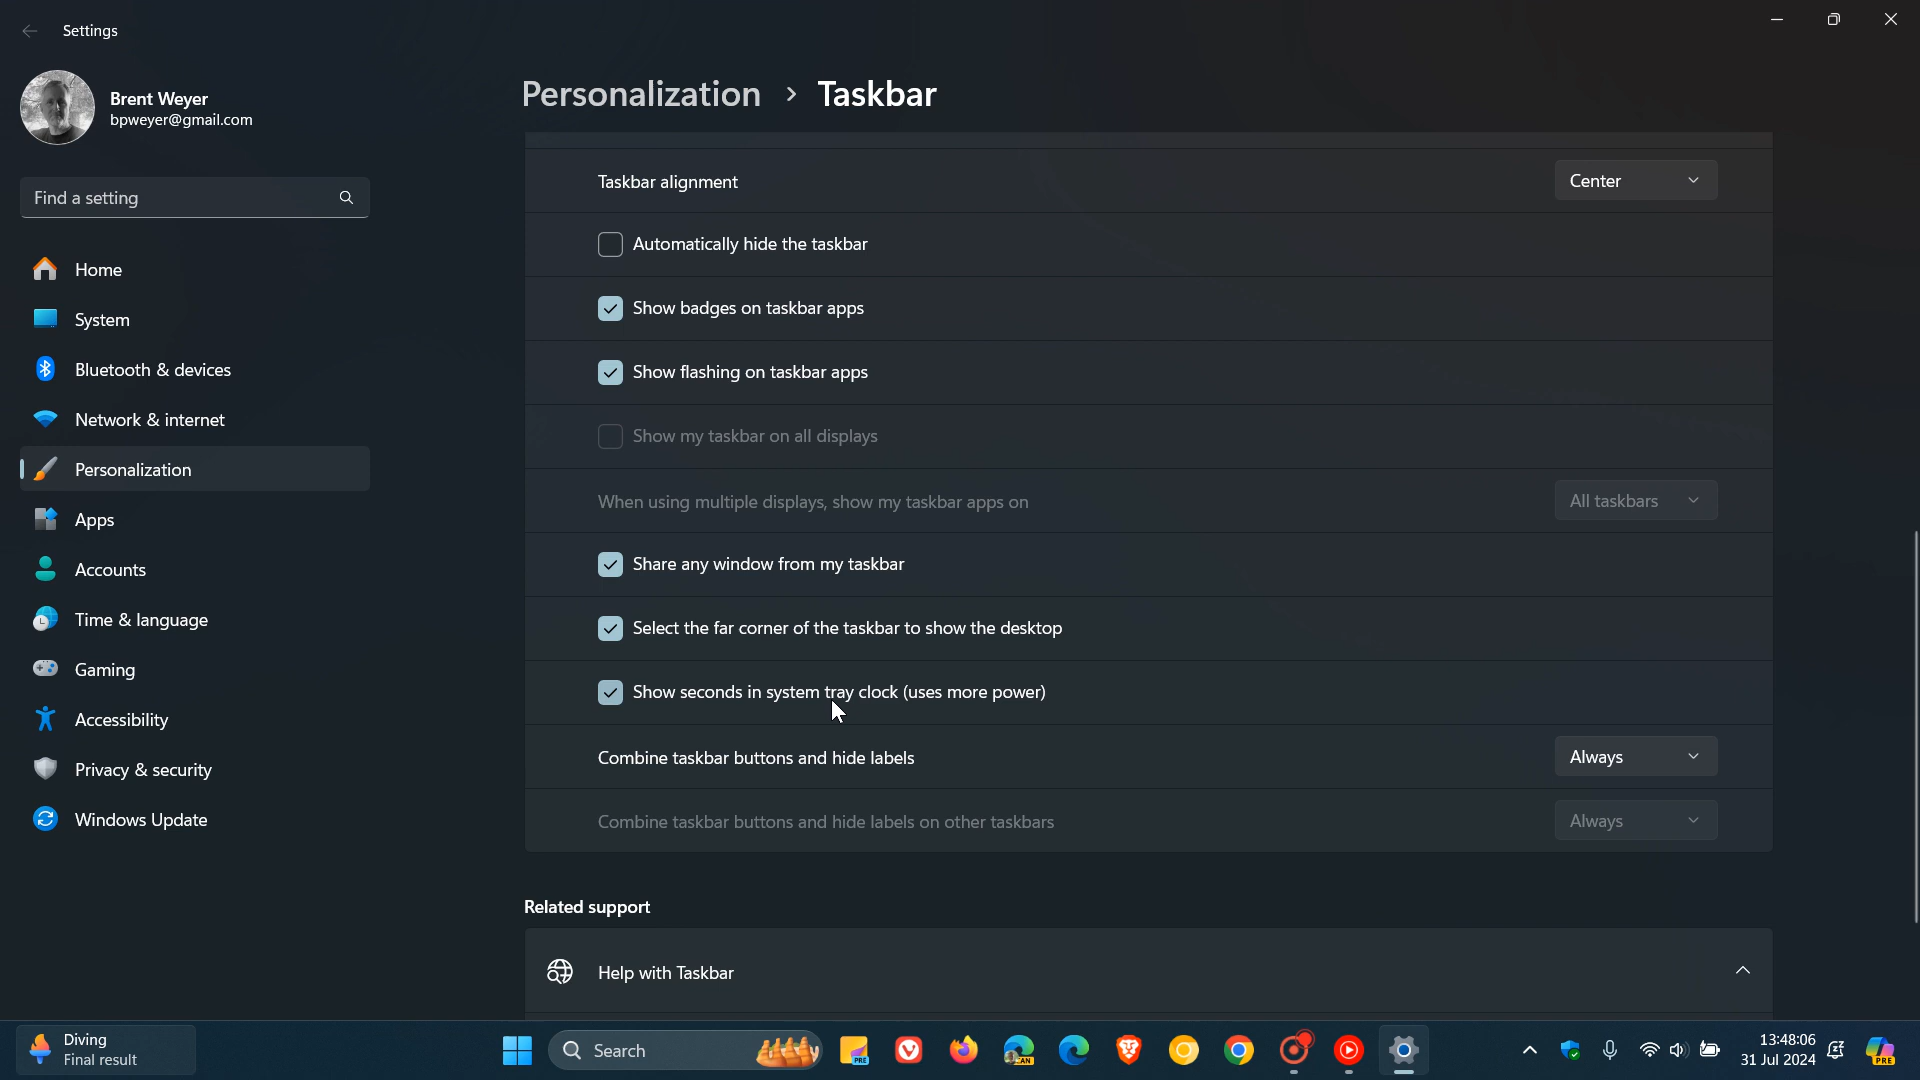 Settings
Brent Weyer
bpweyer@gmail.com
Find a setting
Home
System
Bluetooth & devices
Network & internet
Personalization
Apps
Accounts
Time & language
Gaming
Accessibility
Privacy & security
Windows Update
Personalization > Taskbar
Taskbar alignment Center
Automatically hide the taskbar
Show badges on taskbar apps
Show flashing on taskbar apps
Show my taskbar on all displays
When using multiple displays, show my taskbar apps on All taskbars
Share any window from my taskbar
Select the far corner of the taskbar to show the desktop
Show seconds in system tray clock (uses more power)
Combine taskbar buttons and hide labels Always
Combine taskbar buttons and hide labels on other taskbars Always
Related support
Help with Taskbar
Diving
Final result
Search
PRE
CAN
13:48:06
31 Jul 2024
PRE